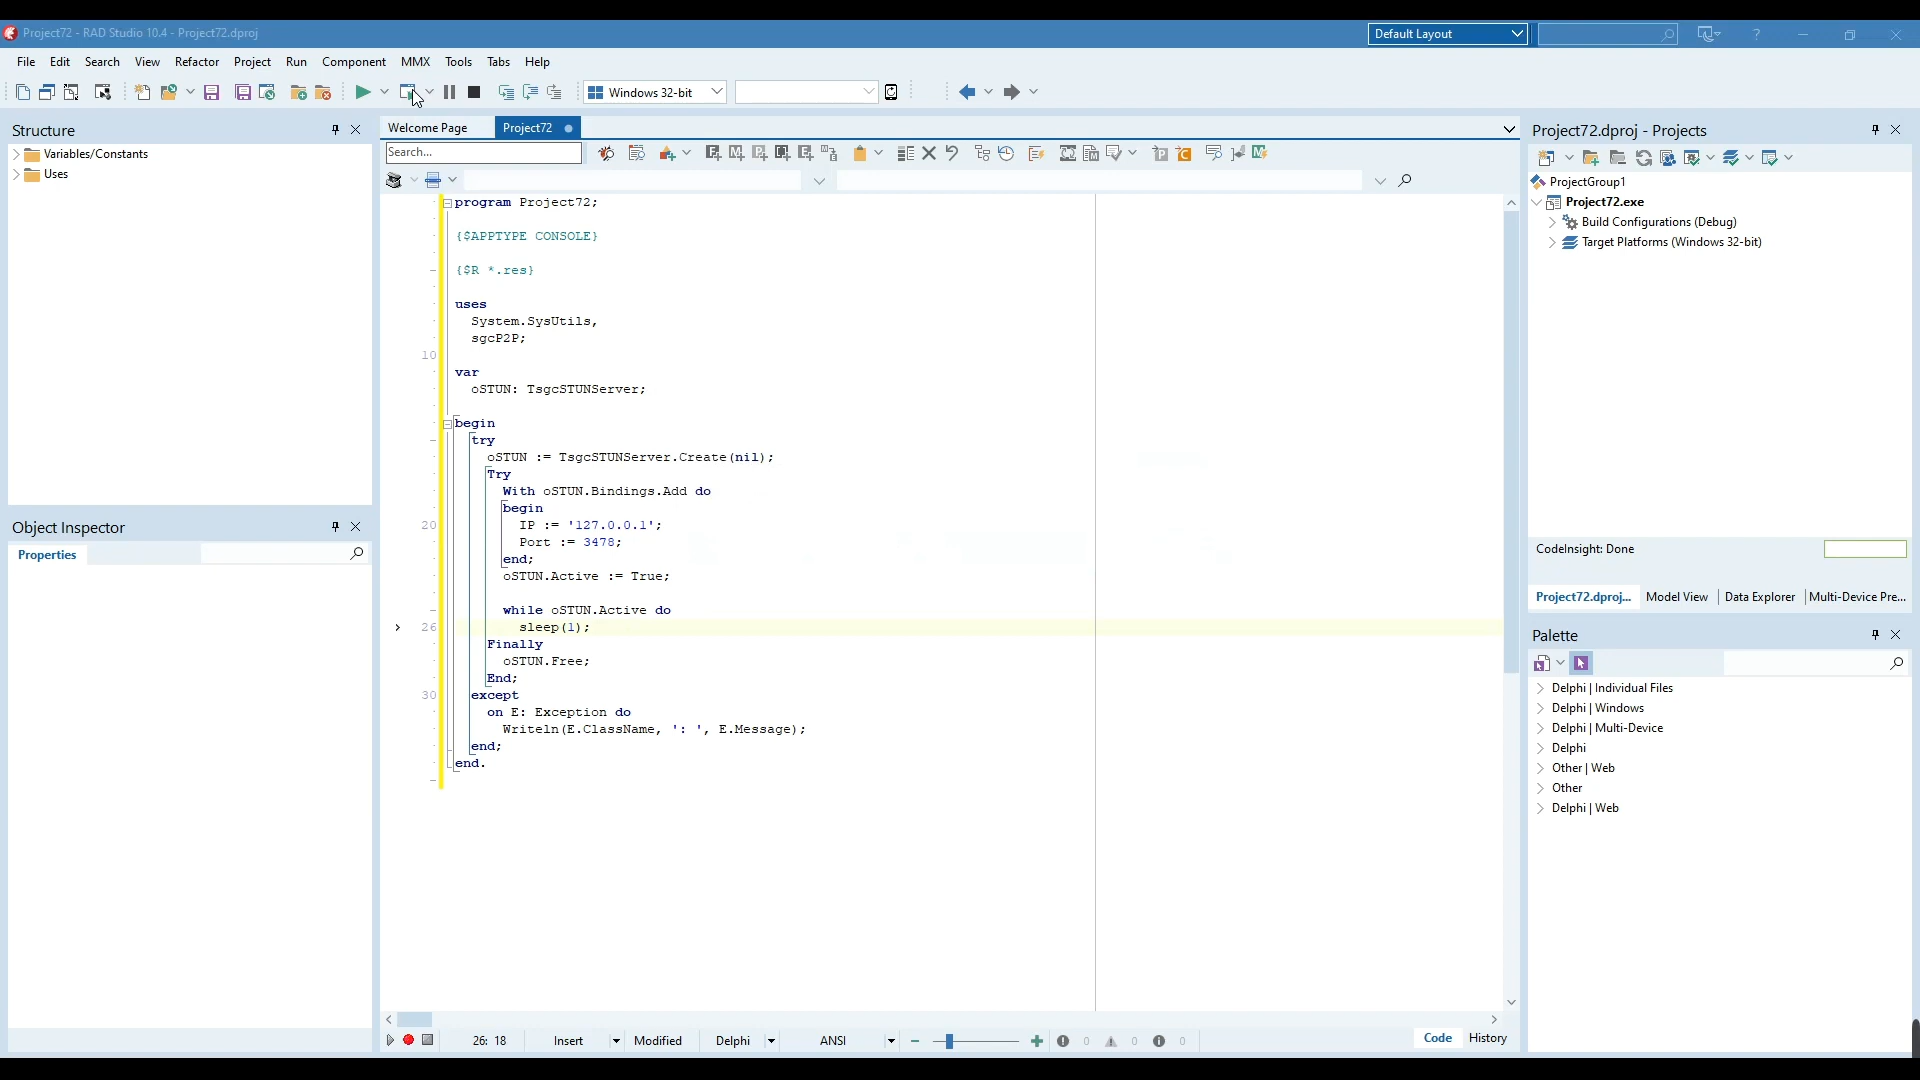 Project72 - RAD Studio 10.4 - Project72.dproj
Default Layout
?
File Edit Search View Refactor Project Run Component MMX Tools Tabs Help
Windows 32-bit
Structure
Variables/Constants
Uses
Object Inspector
Properties
Welcome Page
Project72
Search...
program Project72;
{$APPTYPE CONSOLE}
{$R *.res}
uses
System.SysUtils,
sgcP2P;
10
var
oSTUN: TsgcSTUNServer;
begin
try
oSTUN := TsgcSTUNServer.Create(nil);
Try
With oSTUN.Bindings.Add do
begin
20 IP := '127.0.0.1';
Port := 3478;
end;
oSTUN.Active := True;
while oSTUN.Active do
26 sleep(1);
Finally
oSTUN.Free;
End;
30 except
on E: Exception do
Writeln(E.ClassName, ': ', E.Message);
end;
end.
26: 18 Insert Modified Delphi ANSI 0 0 0
Code History
Project72.dproj - Projects
ProjectGroup1
Project72.exe
Build Configurations (Debug)
Target Platforms (Windows 32-bit)
CodeInsight: Done
Project72.dproj... Model View Data Explorer Multi-Device Pre...
Palette
Delphi | Individual Files
Delphi | Windows
Delphi | Multi-Device
Delphi
Other | Web
Other
Delphi | Web